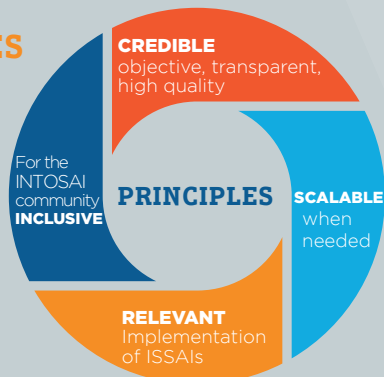 ES
CREDIBLE
objective, transparent,
high quality
For the
INTOSAI
community
INCLUSIVE
PRINCIPLES
SCALABLE
when
needed
RELEVANT
Implementation
of ISSAIs